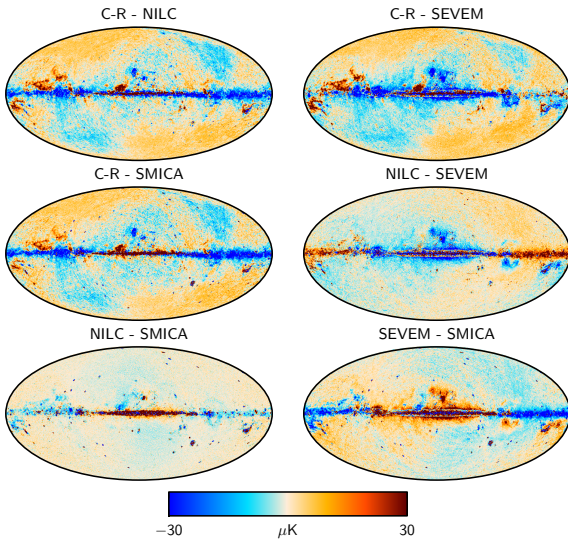 C-R - NILC
C-R - SEVEM
C-R - SMICA
NILC - SEVEM
NILC - SMICA
SEVEM - SMICA
−30 μK 30